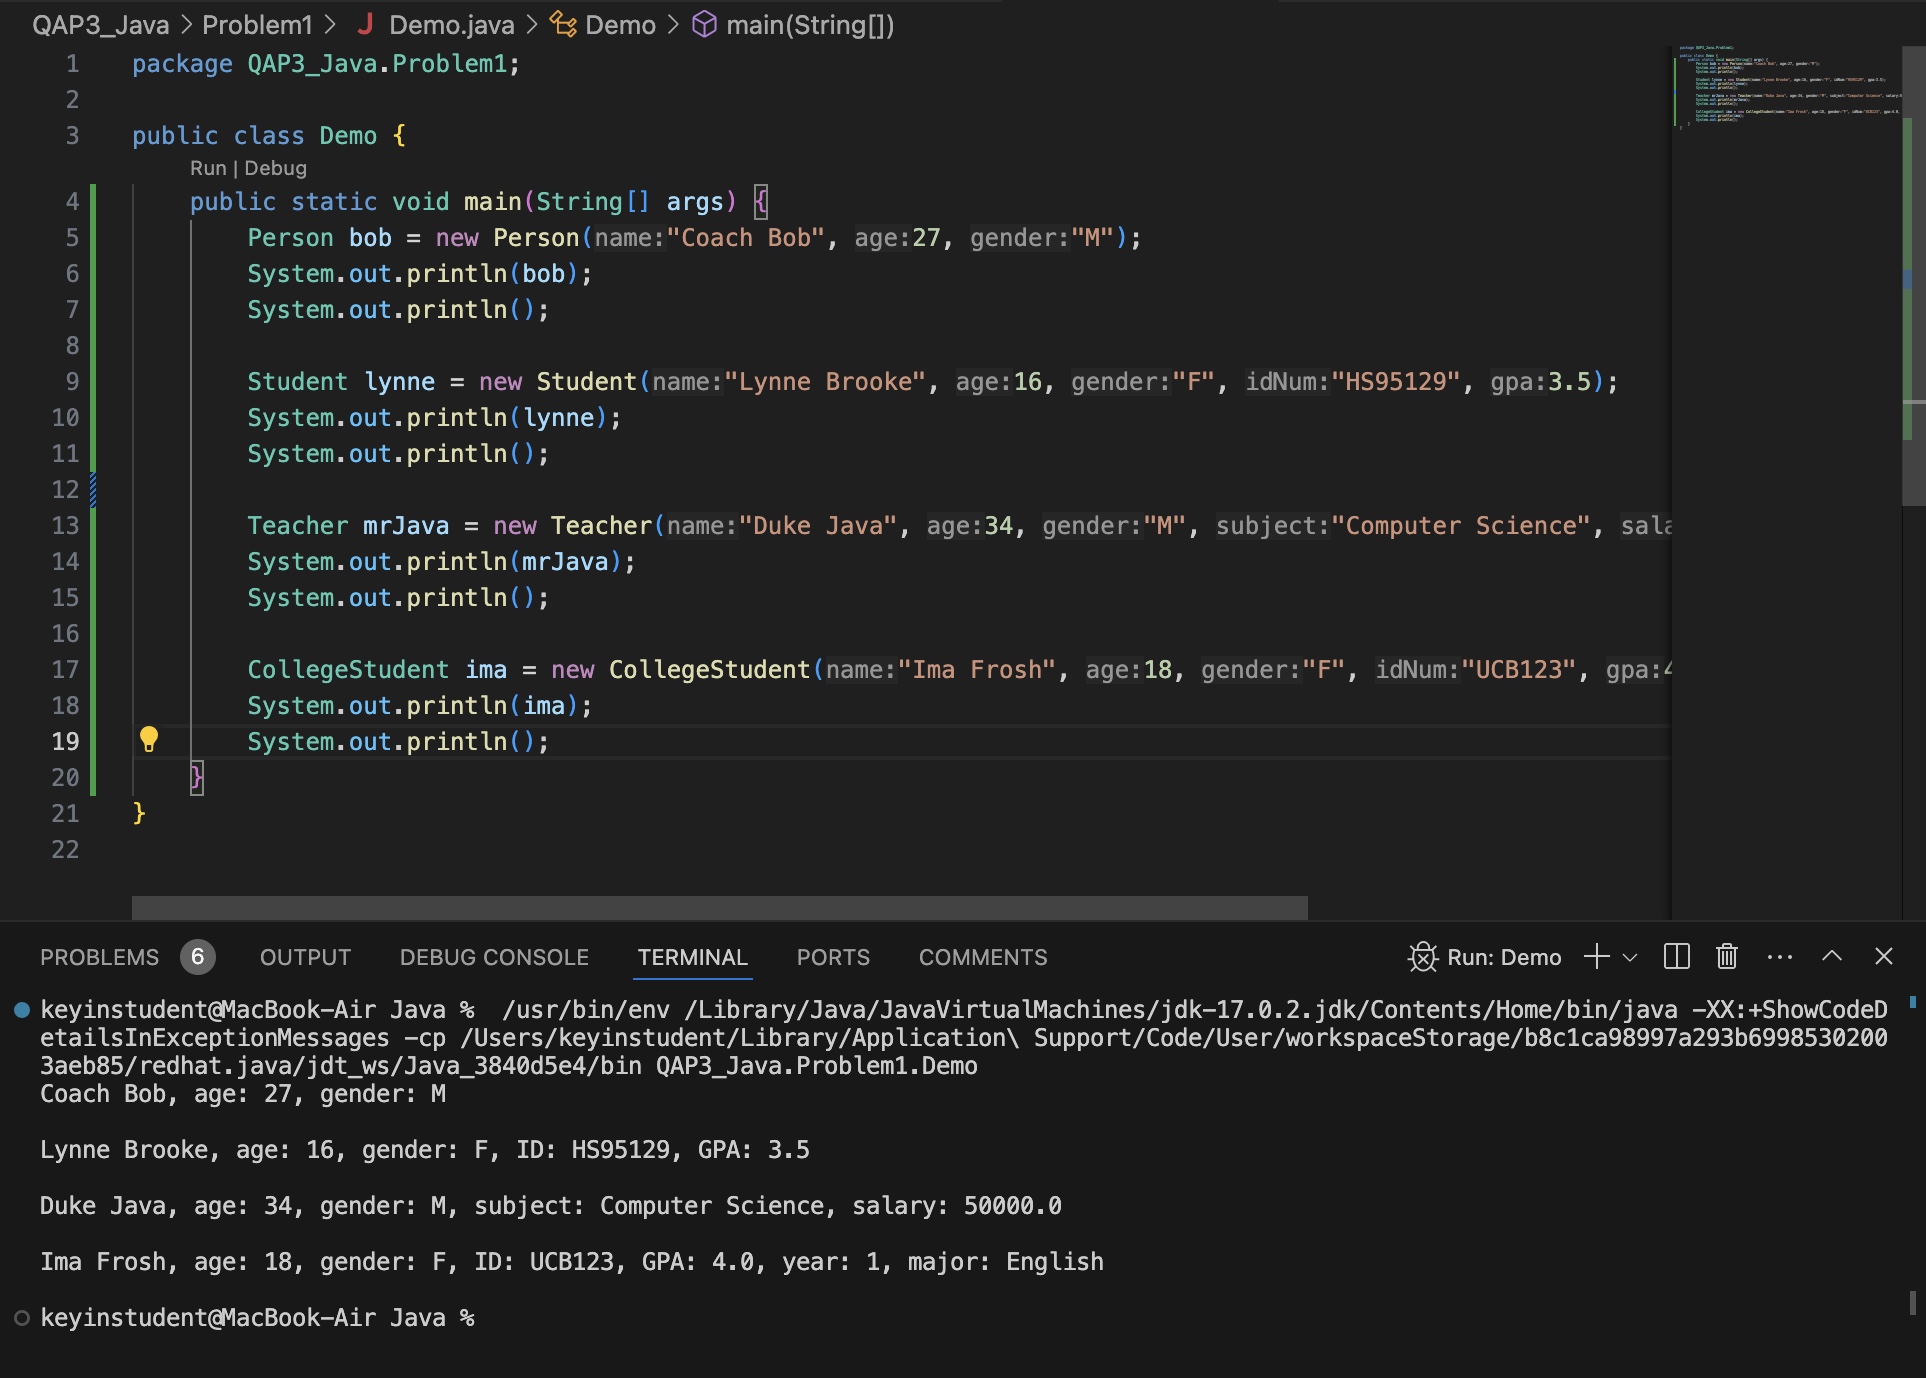 QAP3_Java > Problem1 > J Demo.java > Demo > main(String[])
1 package QAP3_Java.Problem1;
2
3 public class Demo {
Run | Debug
4 public static void main(String[] args) {
5 Person bob = new Person(name:"Coach Bob", age:27, gender:"M");
6 System.out.println(bob);
7 System.out.println();
8
9 Student lynne = new Student(name:"Lynne Brooke", age:16, gender:"F", idNum:"HS95129", gpa:3.5);
10 System.out.println(lynne);
11 System.out.println();
12
13 Teacher mrJava = new Teacher(name:"Duke Java", age:34, gender:"M", subject:"Computer Science", sala
14 System.out.println(mrJava);
15 System.out.println();
16
17 CollegeStudent ima = new CollegeStudent(name:"Ima Frosh", age:18, gender:"F", idNum:"UCB123", gpa:4
18 System.out.println(ima);
19 System.out.println();
20 }
21 }
22
PROBLEMS 6 OUTPUT DEBUG CONSOLE TERMINAL PORTS COMMENTS Run: Demo
keyinstudent@MacBook-Air Java % /usr/bin/env /Library/Java/JavaVirtualMachines/jdk-17.0.2.jdk/Contents/Home/bin/java -XX:+ShowCodeD
etailsInExceptionMessages -cp /Users/keyinstudent/Library/Application\ Support/Code/User/workspaceStorage/b8c1ca98997a293b6998530200
3aeb85/redhat.java/jdt_ws/Java_3840d5e4/bin QAP3_Java.Problem1.Demo
Coach Bob, age: 27, gender: M
Lynne Brooke, age: 16, gender: F, ID: HS95129, GPA: 3.5
Duke Java, age: 34, gender: M, subject: Computer Science, salary: 50000.0
Ima Frosh, age: 18, gender: F, ID: UCB123, GPA: 4.0, year: 1, major: English
keyinstudent@MacBook-Air Java %